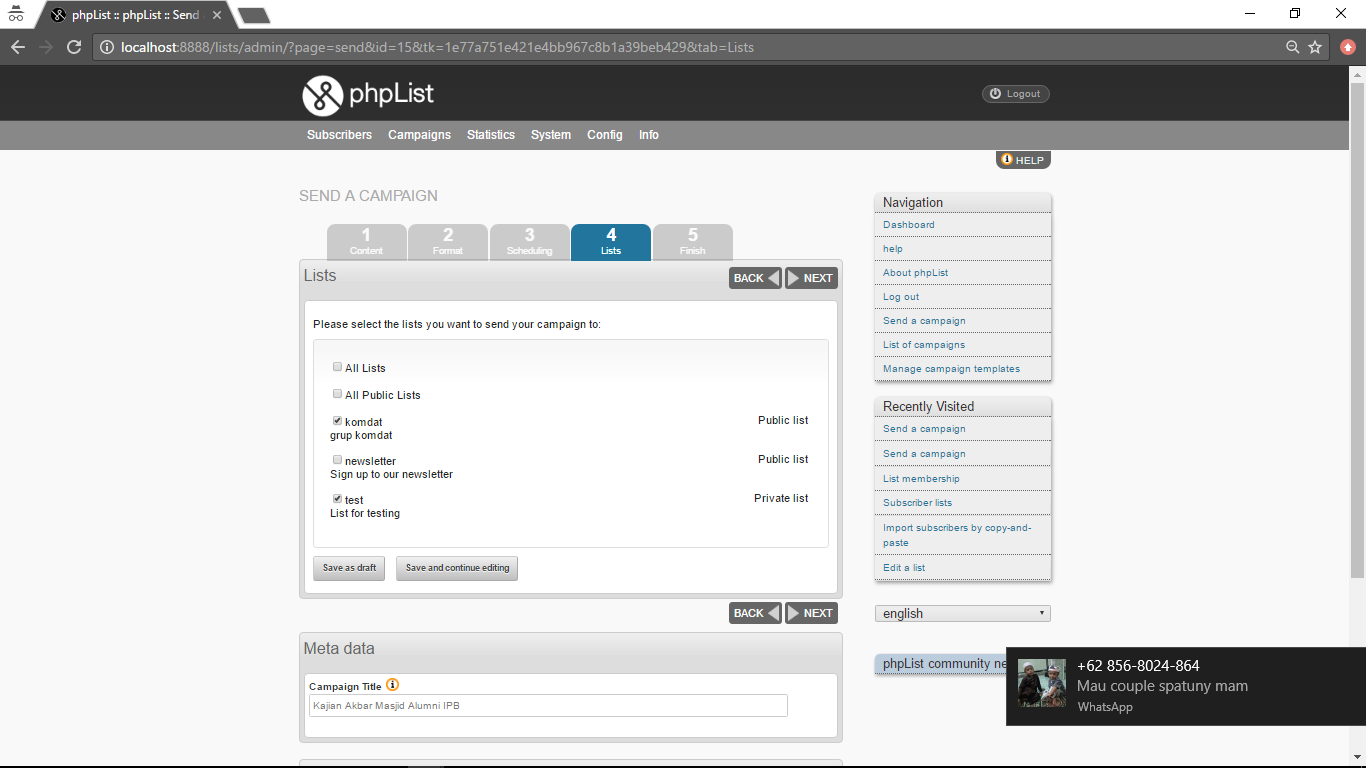 phpList :: phpList :: Send
localhost:8888/lists/admin/?page=send&id=15&tk=1e77a751e421e4bb967c8b1a39beb429&tab=Lists
phpList
Logout
Subscribers Campaigns Statistics System Config Info
HELP
SEND A CAMPAIGN
1 Content
2 Format
3 Scheduling
4 Lists
5 Finish
Lists
BACK NEXT
Please select the lists you want to send your campaign to:
All Lists
All Public Lists
komdat Public list
grup komdat
newsletter Public list
Sign up to our newsletter
test Private list
List for testing
Save as draft Save and continue editing
BACK NEXT
Meta data
Campaign Title
Kajian Akbar Masjid Alumni IPB
Navigation
Dashboard
help
About phpList
Log out
Send a campaign
List of campaigns
Manage campaign templates
Recently Visited
Send a campaign
Send a campaign
List membership
Subscriber lists
Import subscribers by copy-and-
paste
Edit a list
english
phpList community ne
+62 856-8024-864
Mau couple spatuny mam
WhatsApp